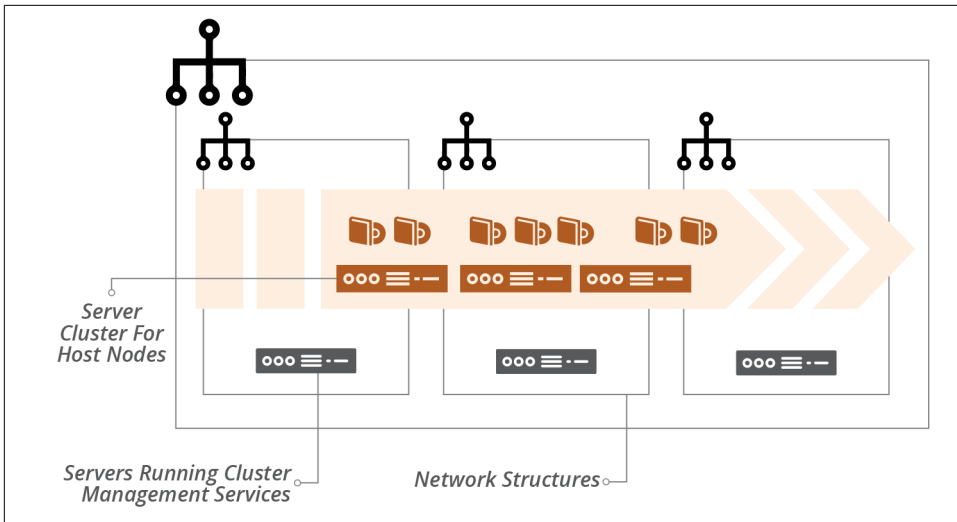 Server
Cluster For
Host Nodes
Servers Running Cluster
Management Services
Network Structures